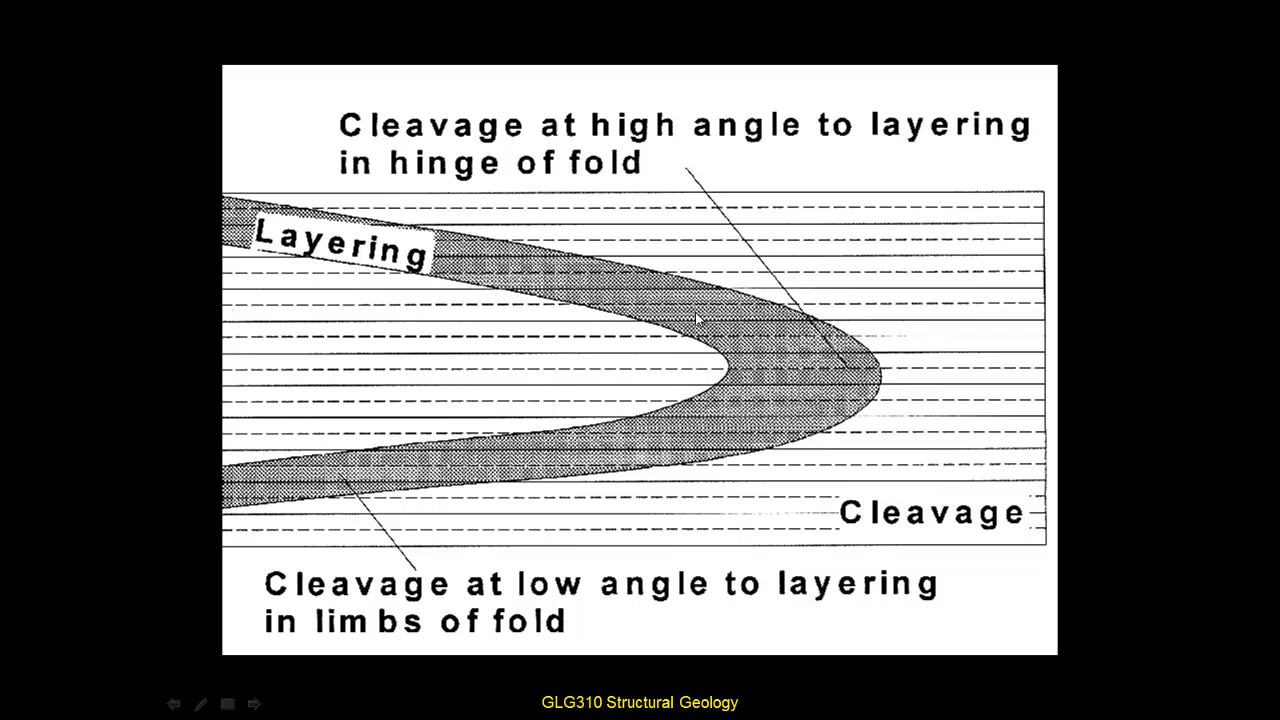 Cleavage at high angle to layering
in hinge of fold
Layering
Cleavage
Cleavage at low angle to layering
in limbs of fold
GLG310 Structural Geology